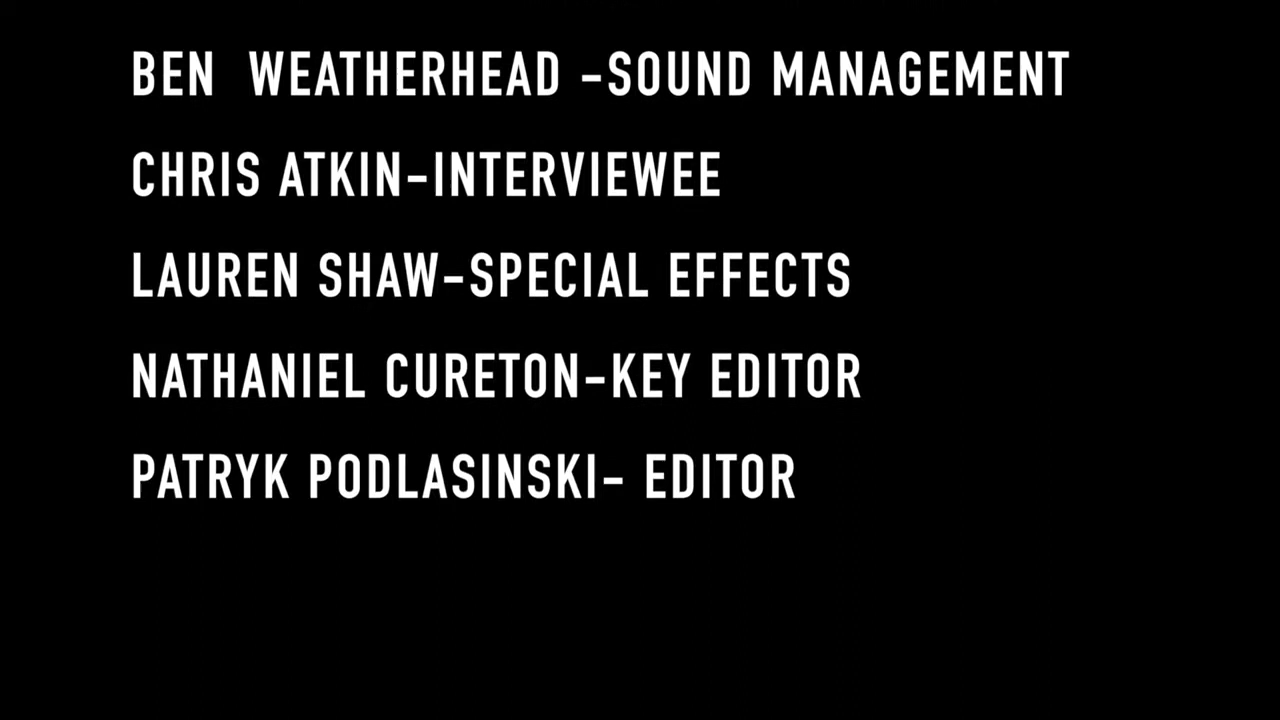 BEN  WEATHERHEAD -SOUND MANAGEMENT
CHRIS ATKIN-INTERVIEWEE
LAUREN SHAW-SPECIAL EFFECTS
NATHANIEL CURETON-KEY EDITOR
PATRYK PODLASINSKI- EDITOR